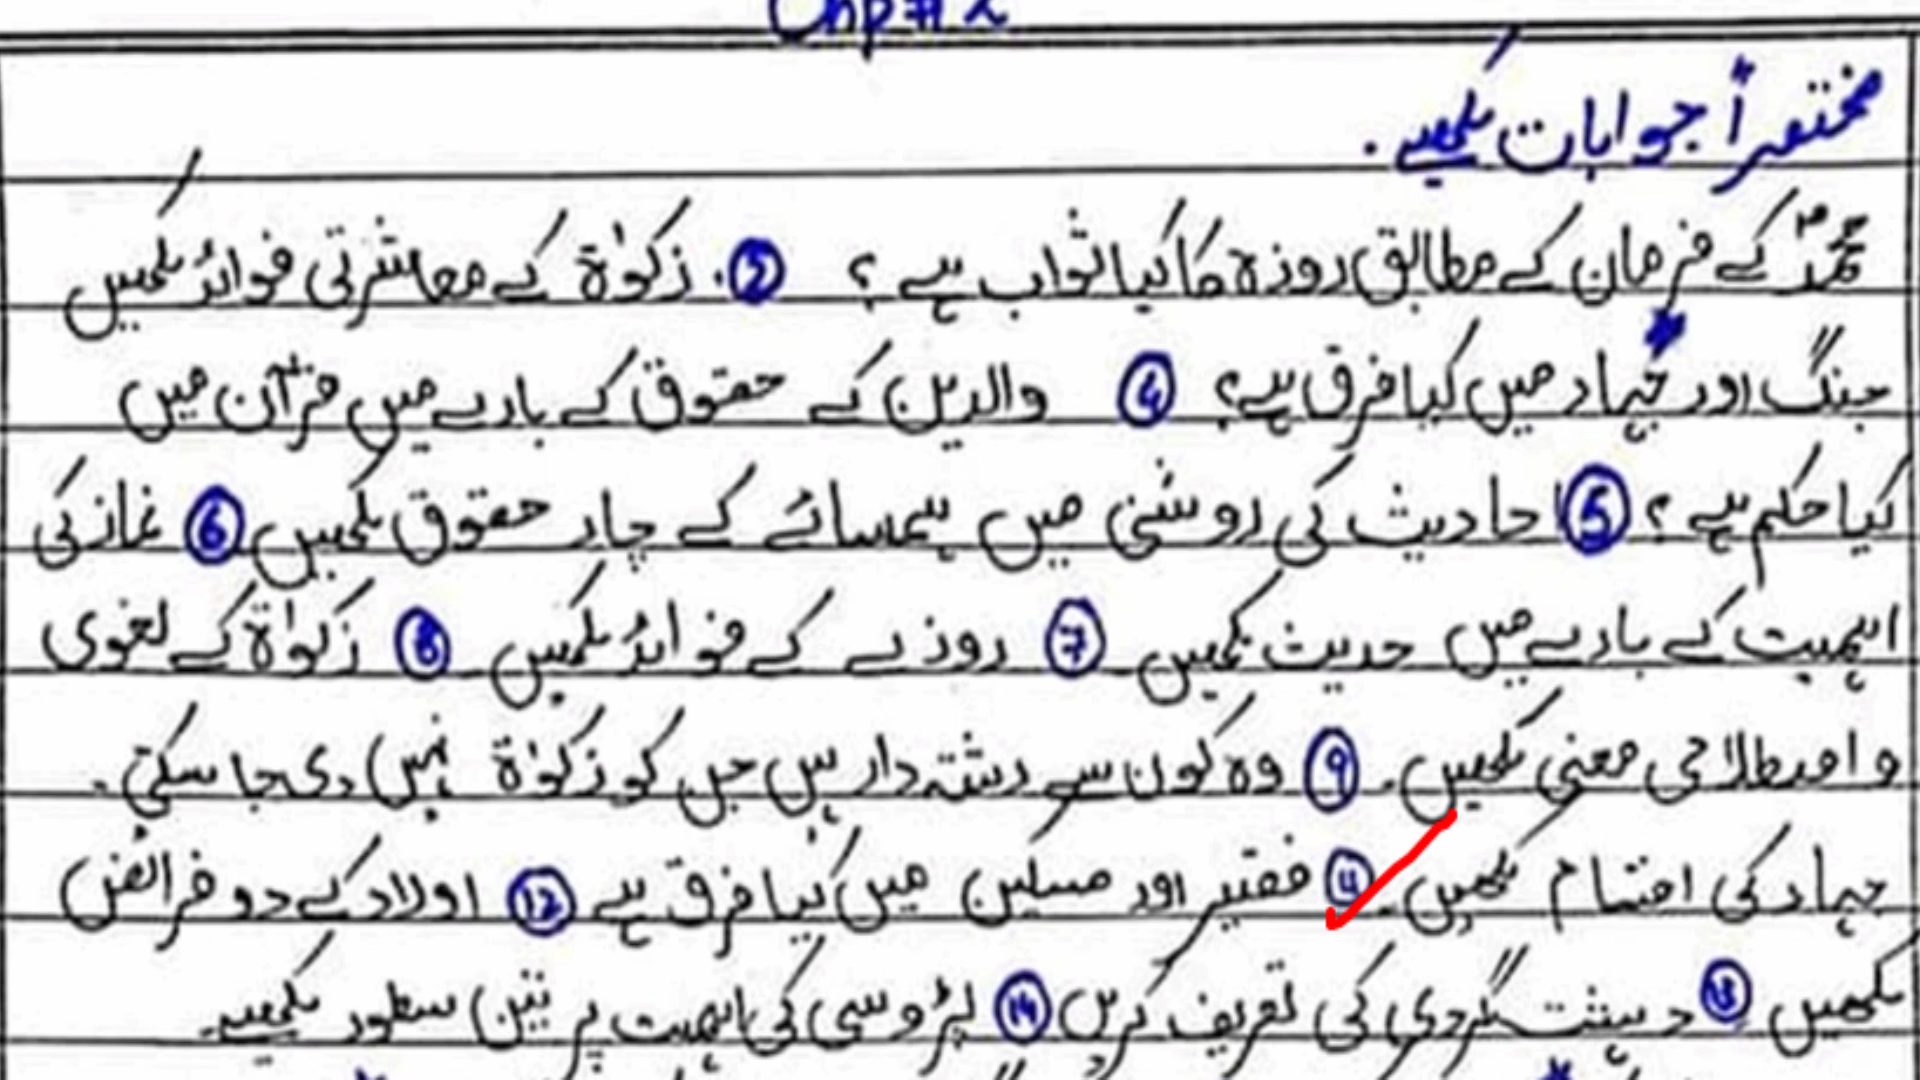 Chp # 2
مختصراً جوابات لکھیے.
محمدؐ کے فرمان کے مطابق روزہ کا کیا ثواب ہے؟ ②. زکوٰۃ کے معاشرتی فوائد لکھیں
جنگ اور جہاد میں کیا فرق ہے؟ ④ والدین کے حقوق کے بارے میں قرآن میں
کیا حکم ہے؟ ⑤ احادیث کی روشنی میں ہمسائے کے چار حقوق لکھیں ⑥ نماز کی
اہمیت کے بارے میں حدیث لکھیں ⑦ روزے کے فوائد لکھیں ⑧ زکوٰۃ کے لغوی
و اصطلاحی معنی لکھیں. ⑨ وہ کون سے رشتہ دار ہیں جن کو زکوٰۃ نہیں دی جا سکتی.
جہاد کی اقسام لکھیں. ⑪ فقیر اور مسکین میں کیا فرق ہے ⑫ اولاد کے دو فرائض
لکھیں ⑬ دہشت گردی کی تعریف کریں ⑭ پڑوسی کی اہمیت پر تین سطور لکھیے.